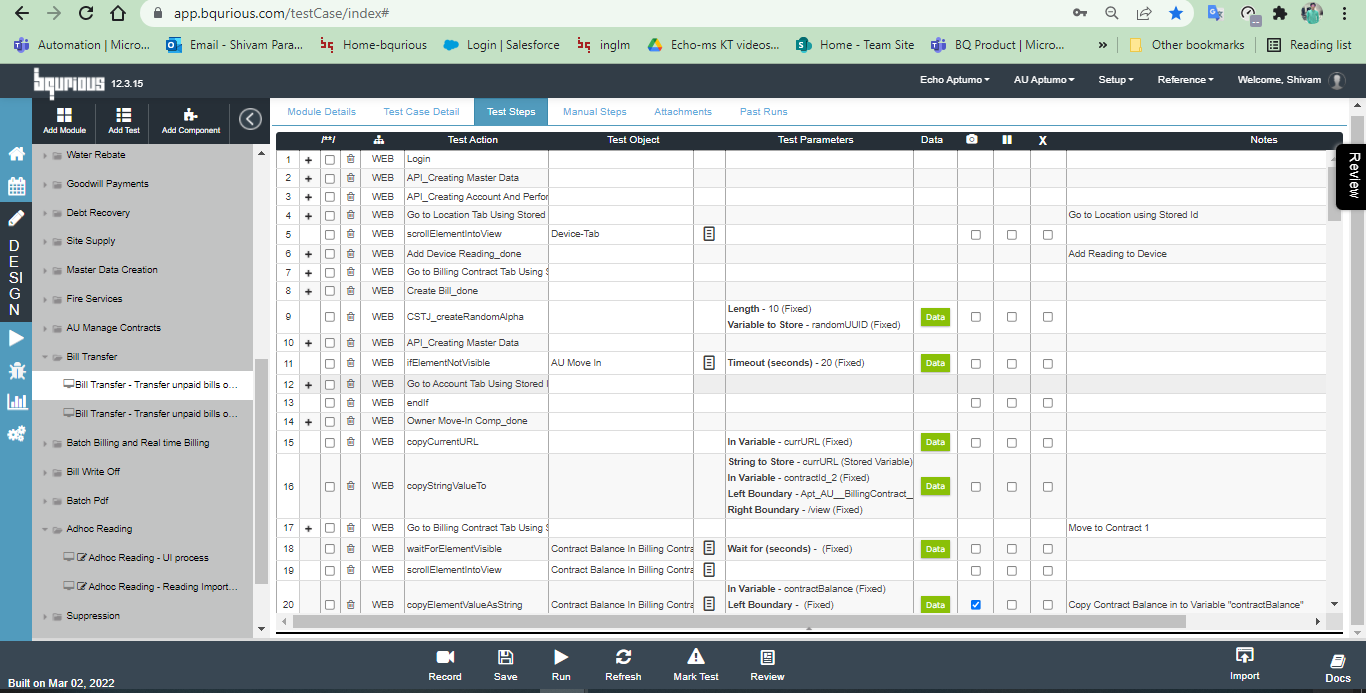 app.bqurious.com/testCase/index#
Automation | Micro... Email - Shivam Para... Home-bqurious Login | Salesforce inglm Echo-ms KT videos... Home - Team Site BQ Product | Micro... » Other bookmarks Reading list
bqurious 12.3.15 Echo Aptumo AU Aptumo Setup Reference Welcome, Shivam
Add Module Add Test Add Component
Module Details Test Case Detail Test Steps Manual Steps Attachments Past Runs
DESIGN
Water Rebate
Goodwill Payments
Debt Recovery
Site Supply
Master Data Creation
Fire Services
AU Manage Contracts
Bill Transfer
Bill Transfer - Transfer unpaid bills o...
Bill Transfer - Transfer unpaid bills o...
Batch Billing and Real time Billing
Bill Write Off
Batch Pdf
Adhoc Reading
Adhoc Reading - UI process
Adhoc Reading - Reading Import...
Suppression
/**/ Test Action Test Object Test Parameters Data X Notes
1 + WEB Login
2 + WEB API_Creating Master Data
3 + WEB API_Creating Account And Perfor
4 + WEB Go to Location Tab Using Stored Go to Location using Stored Id
5 WEB scrollElementIntoView Device-Tab
6 + WEB Add Device Reading_done Add Reading to Device
7 + WEB Go to Billing Contract Tab Using S
8 + WEB Create Bill_done
9 WEB CSTJ_createRandomAlpha Length - 10 (Fixed) Data
Variable to Store - randomUUID (Fixed)
10 + WEB API_Creating Master Data
11 WEB ifElementNotVisible AU Move In Timeout (seconds) - 20 (Fixed) Data
12 + WEB Go to Account Tab Using Stored I
13 WEB endIf
14 + WEB Owner Move-In Comp_done
15 WEB copyCurrentURL In Variable - currURL (Fixed) Data
16 WEB copyStringValueTo String to Store - currURL (Stored Variable) Data
In Variable - contractId_2 (Fixed)
Left Boundary - Apt_AU__BillingContract_
Right Boundary - /view (Fixed)
17 + WEB Go to Billing Contract Tab Using S Move to Contract 1
18 WEB waitForElementVisible Contract Balance In Billing Contra Wait for (seconds) - (Fixed) Data
19 WEB scrollElementIntoView Contract Balance In Billing Contra
20 WEB copyElementValueAsString Contract Balance In Billing Contra In Variable - contractBalance (Fixed) Data Copy Contract Balance in to Variable "contractBalance"
Left Boundary - (Fixed)
Review
Record Save Run Refresh Mark Test Review Import Docs
Built on Mar 02, 2022